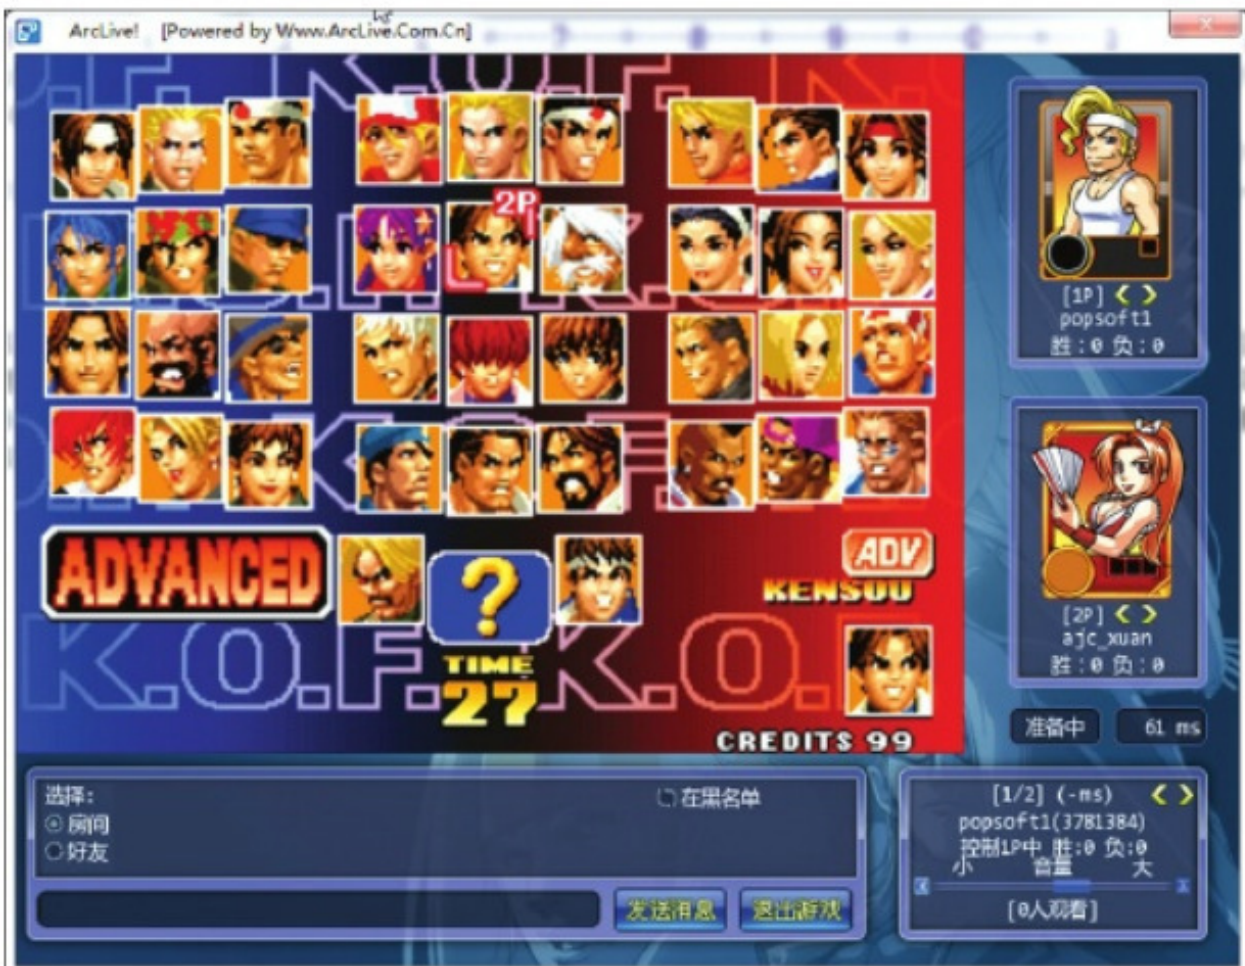 ArcLive! [Powered by Www.ArcLive.Com.Cn]
2P
ADVANCED
?
TIME
27
ADV
KENSOU
CREDITS 99
[1P]
popsoft1
胜:0 负:0
[2P]
ajc_xuan
胜:0 负:0
准备中 61 ms
选择:
在黑名单
房间
好友
发送消息 退出游戏
[1/2] (-ms)
popsoft1(3781384)
控制1P中 胜:0 负:0
小 音量 大
[0人观看]